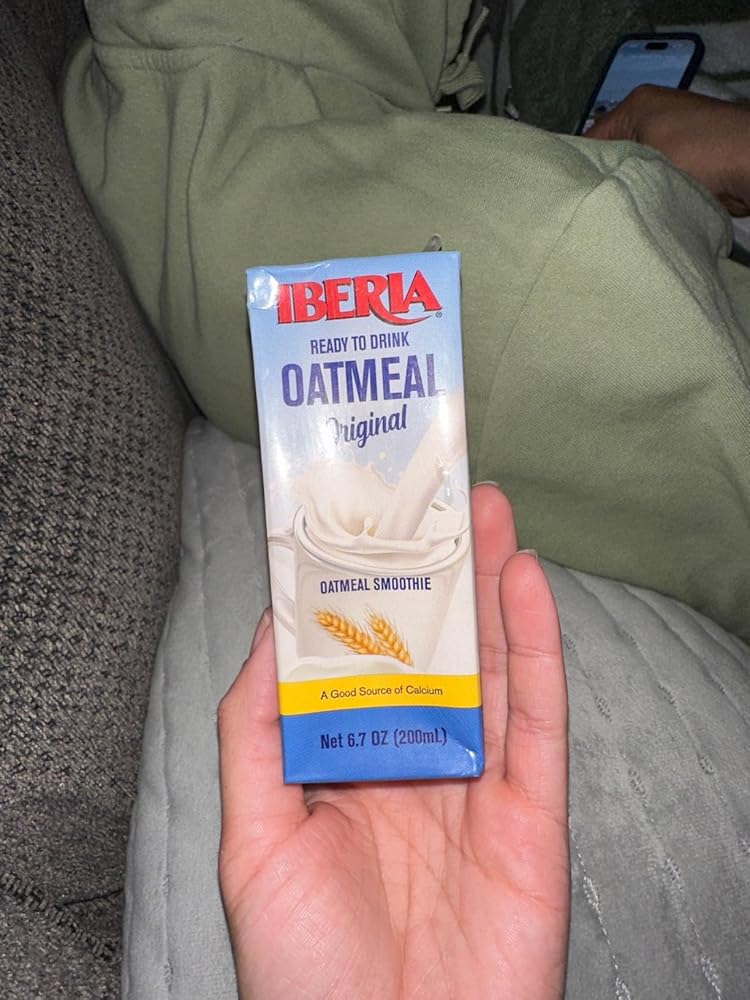 IBERIA®
READY TO DRINK
OATMEAL
Original
OATMEAL SMOOTHIE
A Good Source of Calcium
Net 6.7 OZ (200mL)